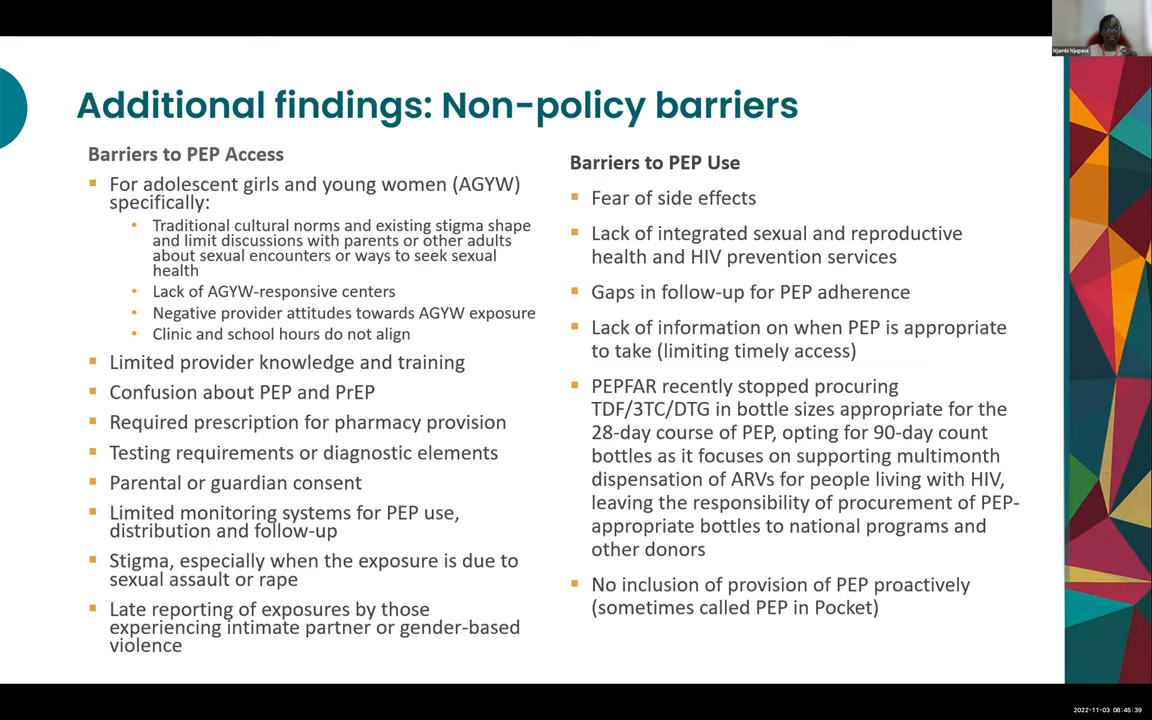 Njambi Njuguna
Additional findings: Non-policy barriers
Barriers to PEP Access
▪ For adolescent girls and young women (AGYW)
specifically:
• Traditional cultural norms and existing stigma shape
and limit discussions with parents or other adults
about sexual encounters or ways to seek sexual
health
• Lack of AGYW-responsive centers
• Negative provider attitudes towards AGYW exposure
• Clinic and school hours do not align
▪ Limited provider knowledge and training
▪ Confusion about PEP and PrEP
▪ Required prescription for pharmacy provision
▪ Testing requirements or diagnostic elements
▪ Parental or guardian consent
▪ Limited monitoring systems for PEP use,
distribution and follow-up
▪ Stigma, especially when the exposure is due to
sexual assault or rape
▪ Late reporting of exposures by those
experiencing intimate partner or gender-based
violence
Barriers to PEP Use
▪ Fear of side effects
▪ Lack of integrated sexual and reproductive
health and HIV prevention services
▪ Gaps in follow-up for PEP adherence
▪ Lack of information on when PEP is appropriate
to take (limiting timely access)
▪ PEPFAR recently stopped procuring
TDF/3TC/DTG in bottle sizes appropriate for the
28-day course of PEP, opting for 90-day count
bottles as it focuses on supporting multimonth
dispensation of ARVs for people living with HIV,
leaving the responsibility of procurement of PEP-
appropriate bottles to national programs and
other donors
▪ No inclusion of provision of PEP proactively
(sometimes called PEP in Pocket)
2022-11-03 08:45:39